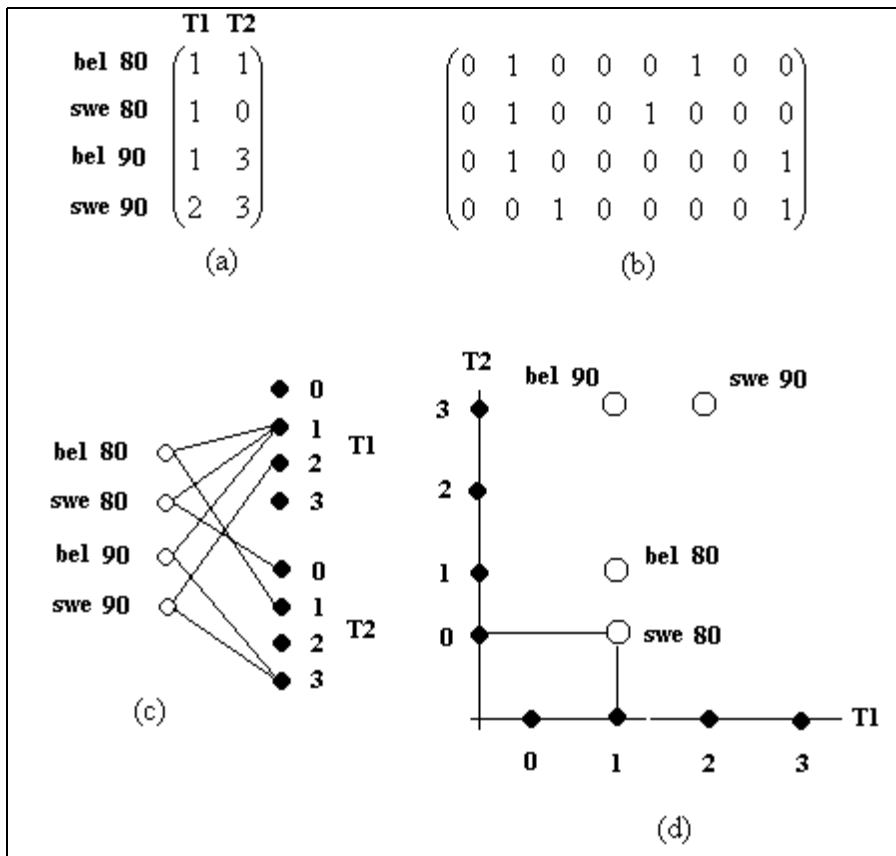 T1 T2
bel 80 1 1
swe 80 1 0
bel 90 1 3
swe 90 2 3
(a)
0 1 0 0 0 1 0 0
0 1 0 0 1 0 0 0
0 1 0 0 0 0 0 1
0 0 1 0 0 0 0 1
(b)
0
1
T1
2
3
bel 80
swe 80
bel 90
swe 90
0
1
T2
2
3
(c)
T2
bel 90
swe 90
3
2
1
bel 80
0
swe 80
T1
0 1 2 3
(d)